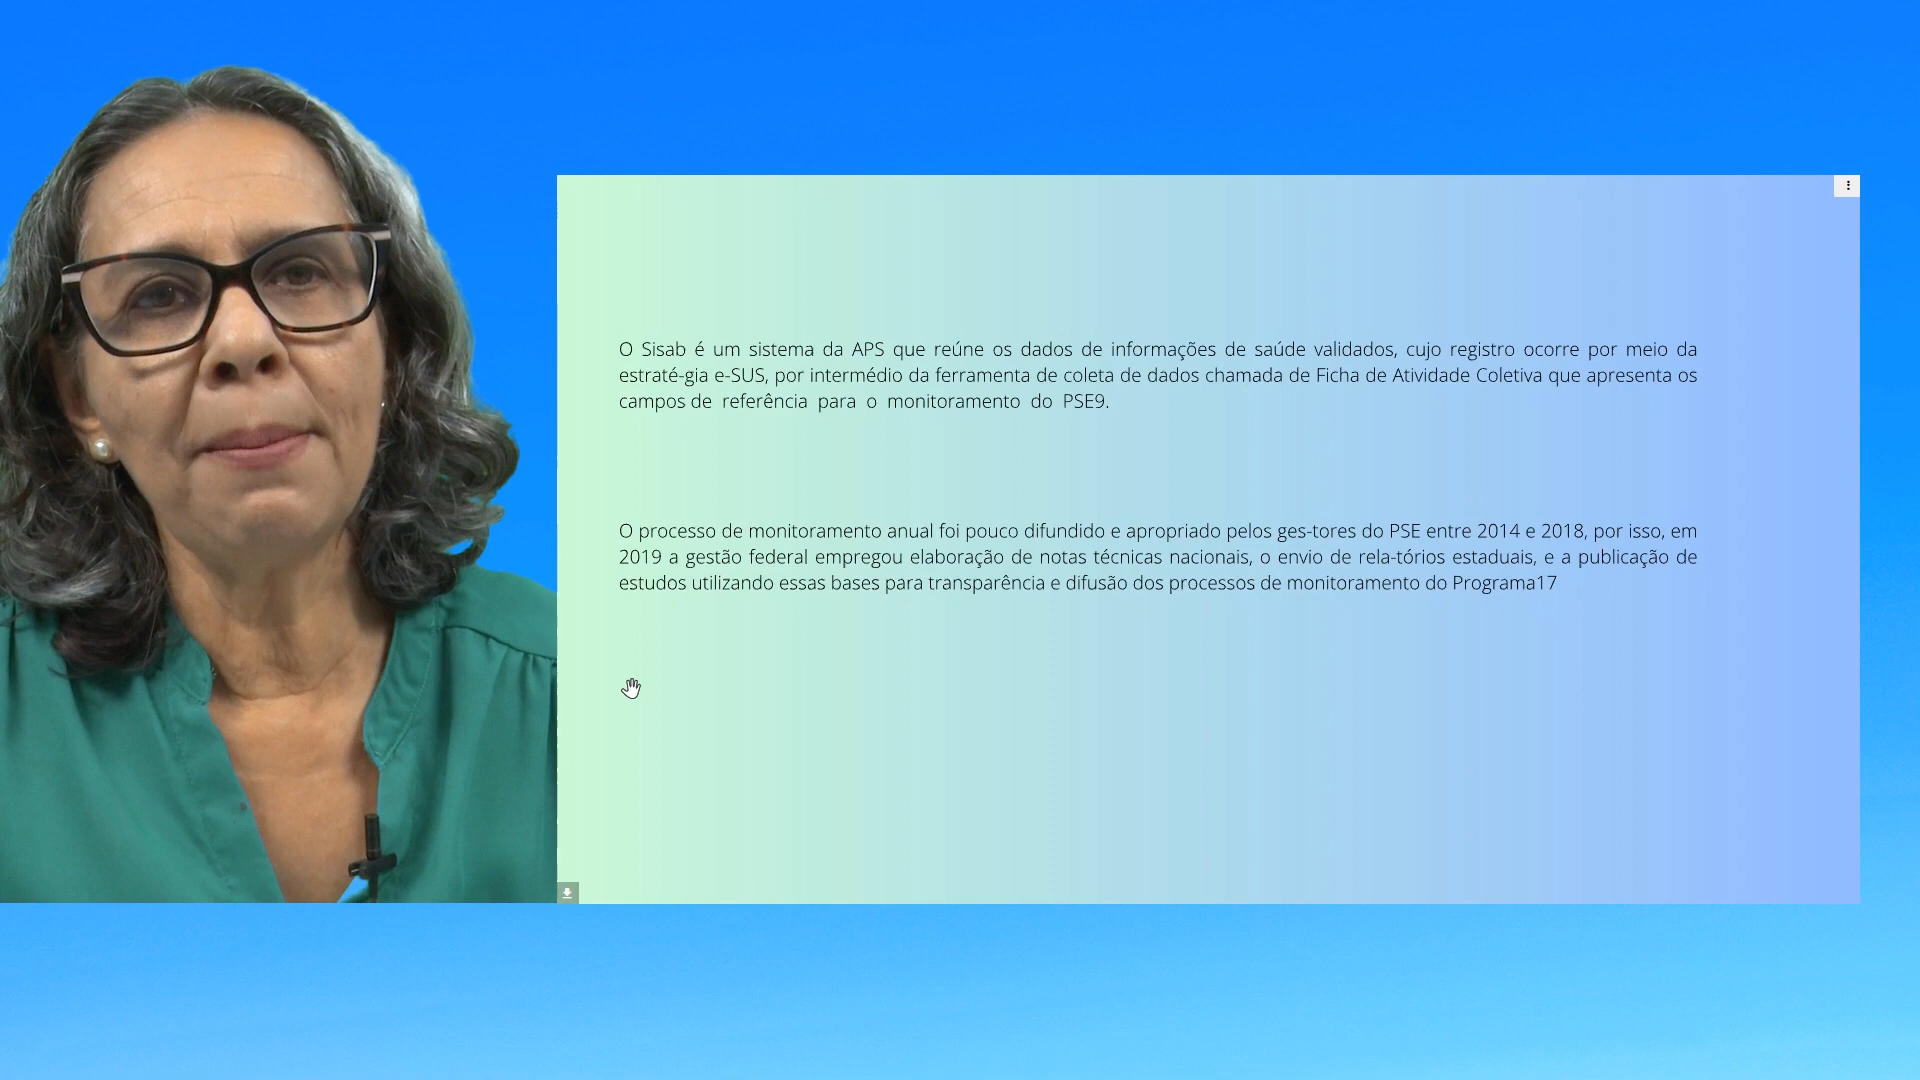 O Sisab é um sistema da APS que reúne os dados de informações de saúde validados, cujo registro ocorre por meio da
estraté-gia e-SUS, por intermédio da ferramenta de coleta de dados chamada de Ficha de Atividade Coletiva que apresenta os
campos de referência para o monitoramento do PSE9.
O processo de monitoramento anual foi pouco difundido e apropriado pelos ges-tores do PSE entre 2014 e 2018, por isso, em
2019 a gestão federal empregou elaboração de notas técnicas nacionais, o envio de rela-tórios estaduais, e a publicação de
estudos utilizando essas bases para transparência e difusão dos processos de monitoramento do Programa17